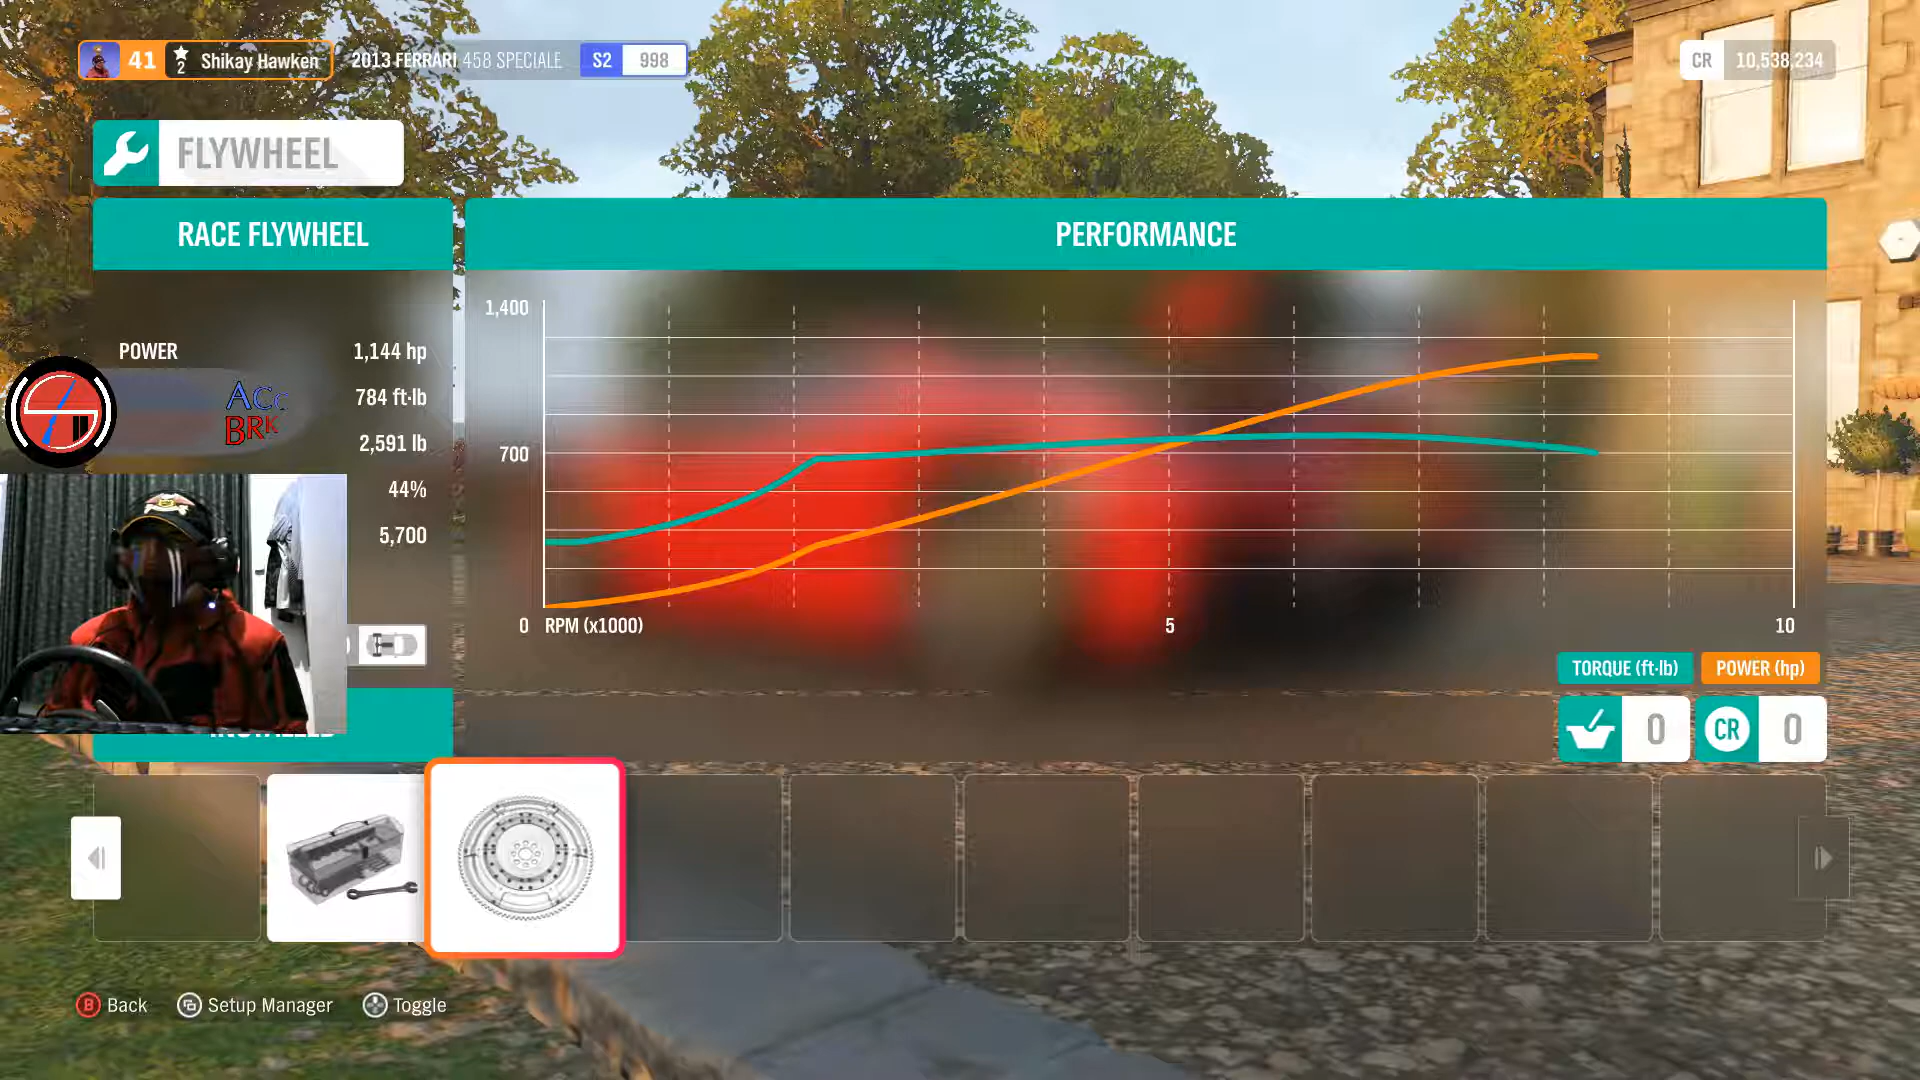 41 2 Shikay Hawken 2013 FERRARI 458 SPECIALE S2 998
CR 10,538,234
FLYWHEEL
RACE FLYWHEEL
PERFORMANCE
POWER 1,144 hp
784 ft·lb
2,591 lb
44%
5,700
Acc
BRK
1,400
700
0 RPM (x1000) 5 10
TORQUE (ft·lb) POWER (hp)
0 CR 0
INSTALLED
B Back Setup Manager Toggle